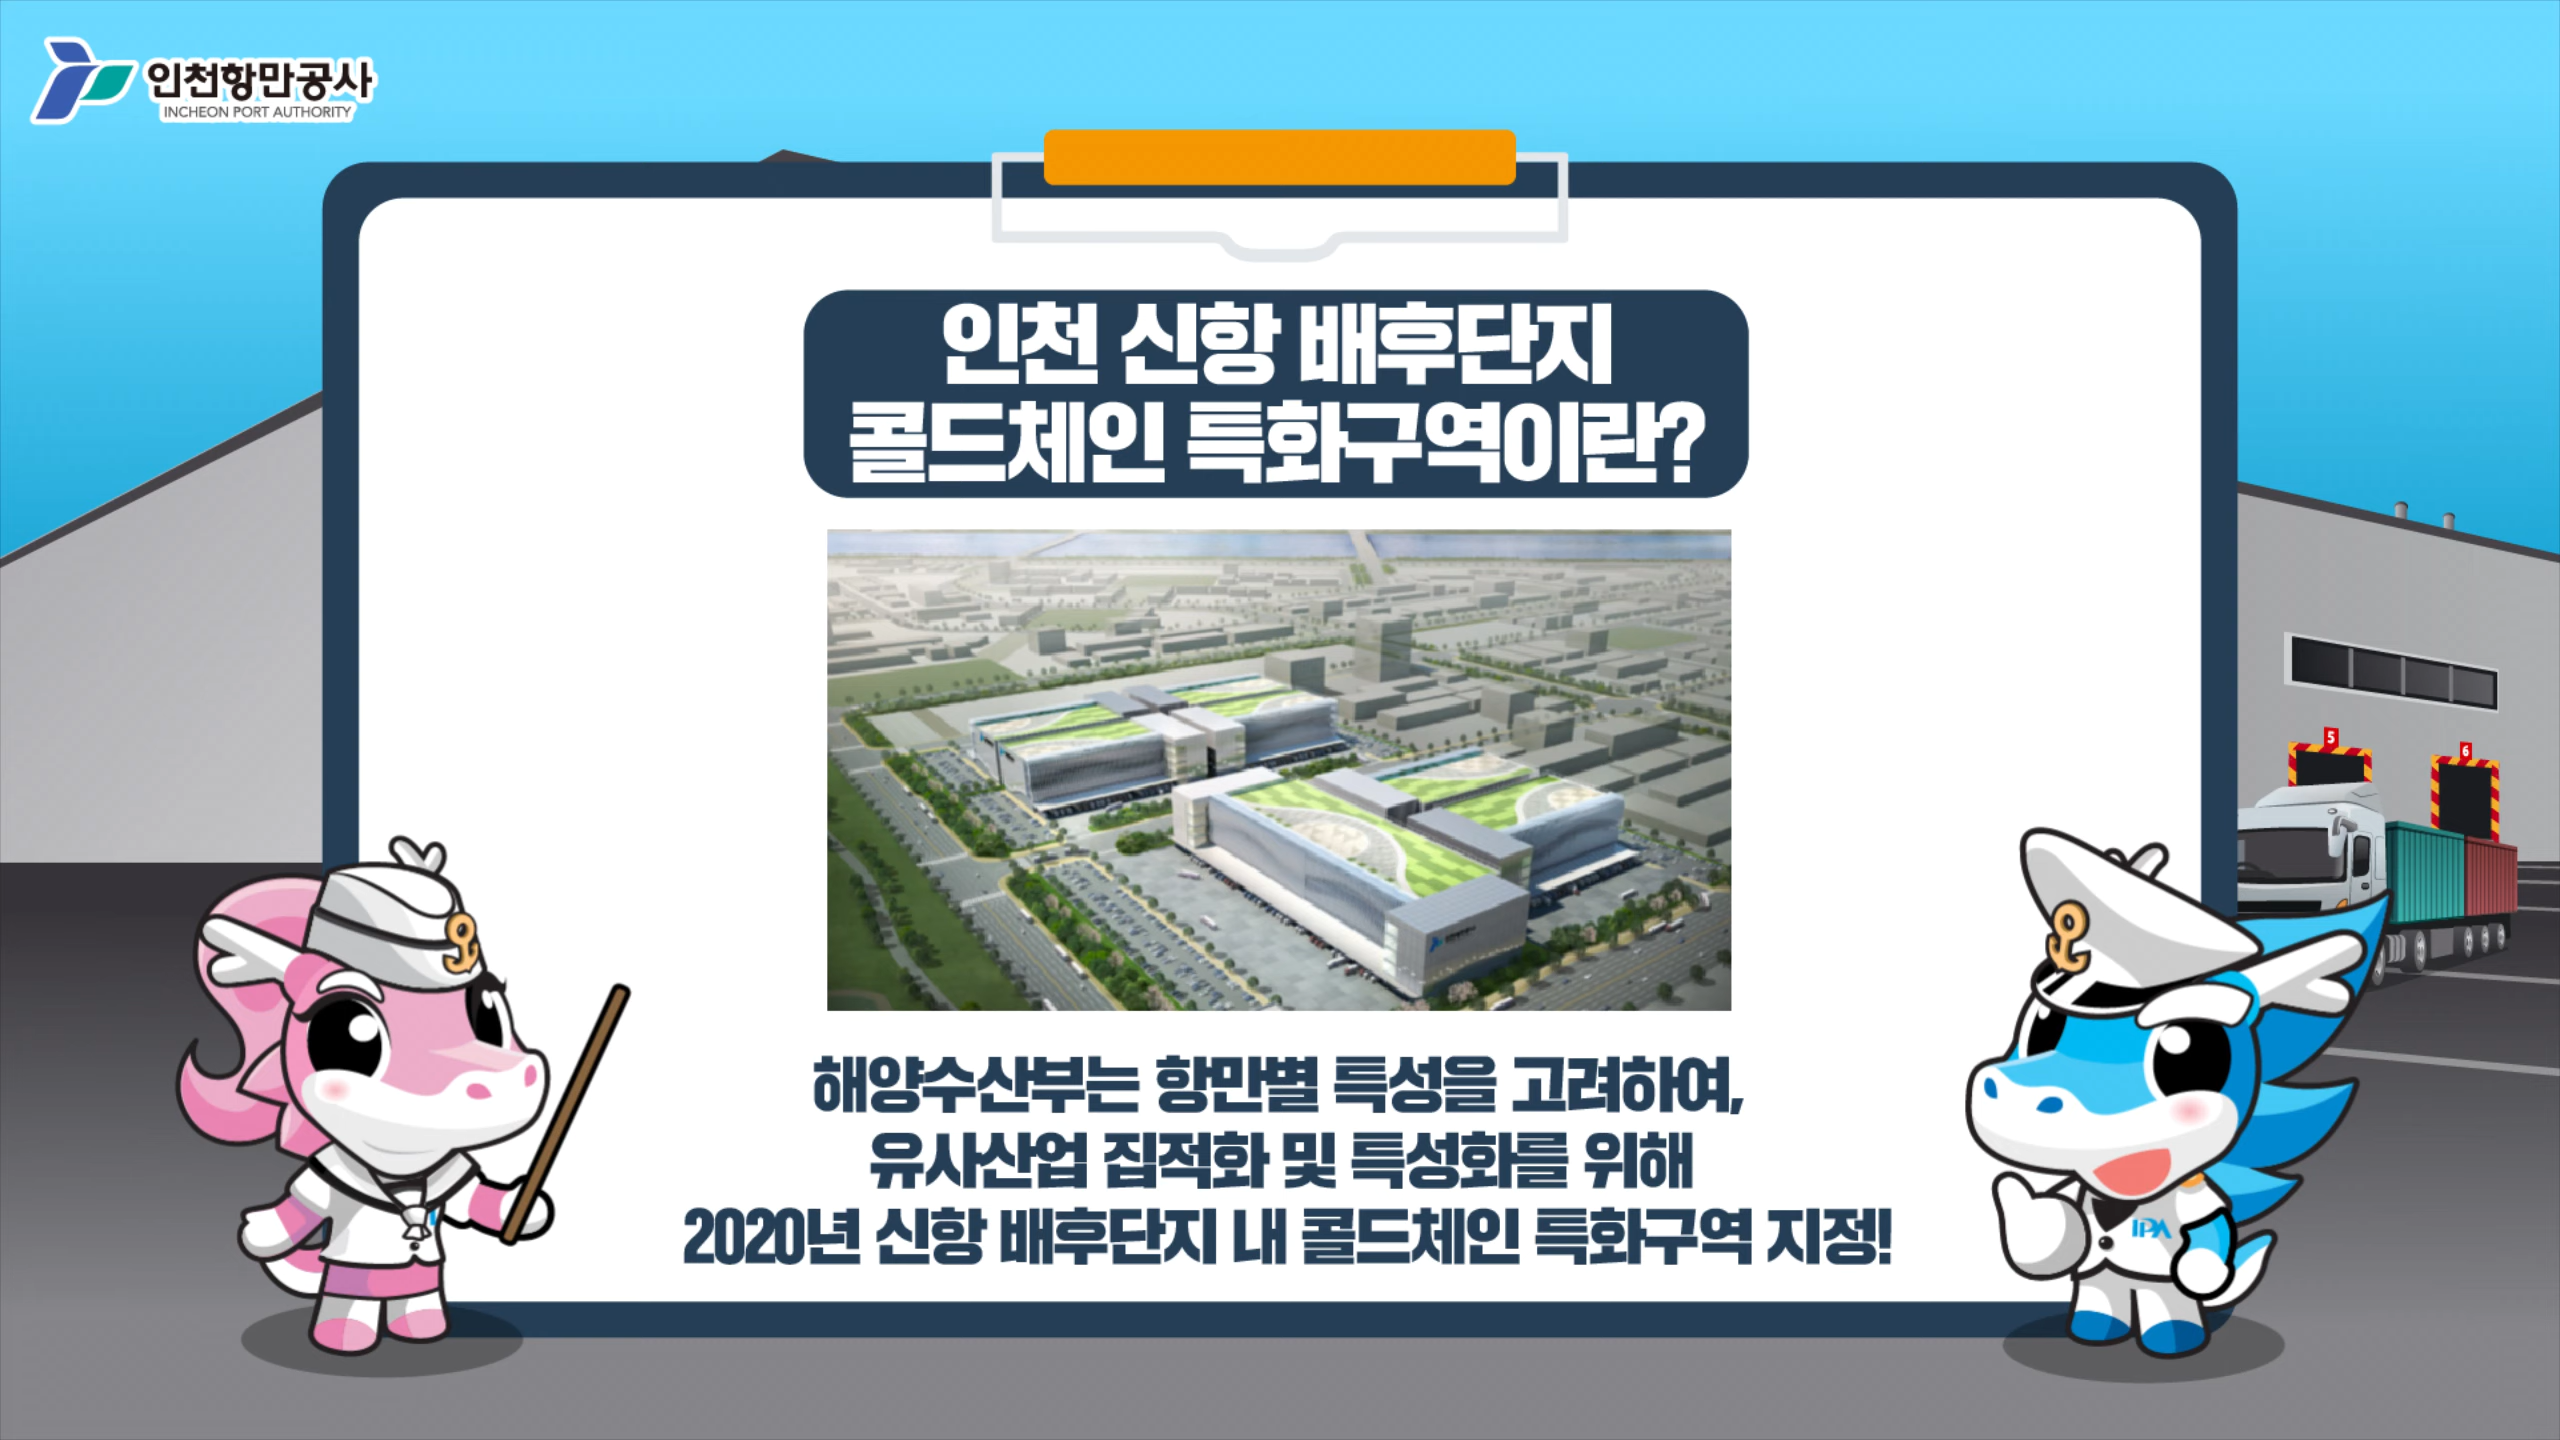 인천항만공사
INCHEON PORT AUTHORITY
인천 신항 배후단지
콜드체인 특화구역이란?
해양수산부는 항만별 특성을 고려하여,
유사산업 집적화 및 특성화를 위해
2020년 신항 배후단지 내 콜드체인 특화구역 지정!
5
6
IPA